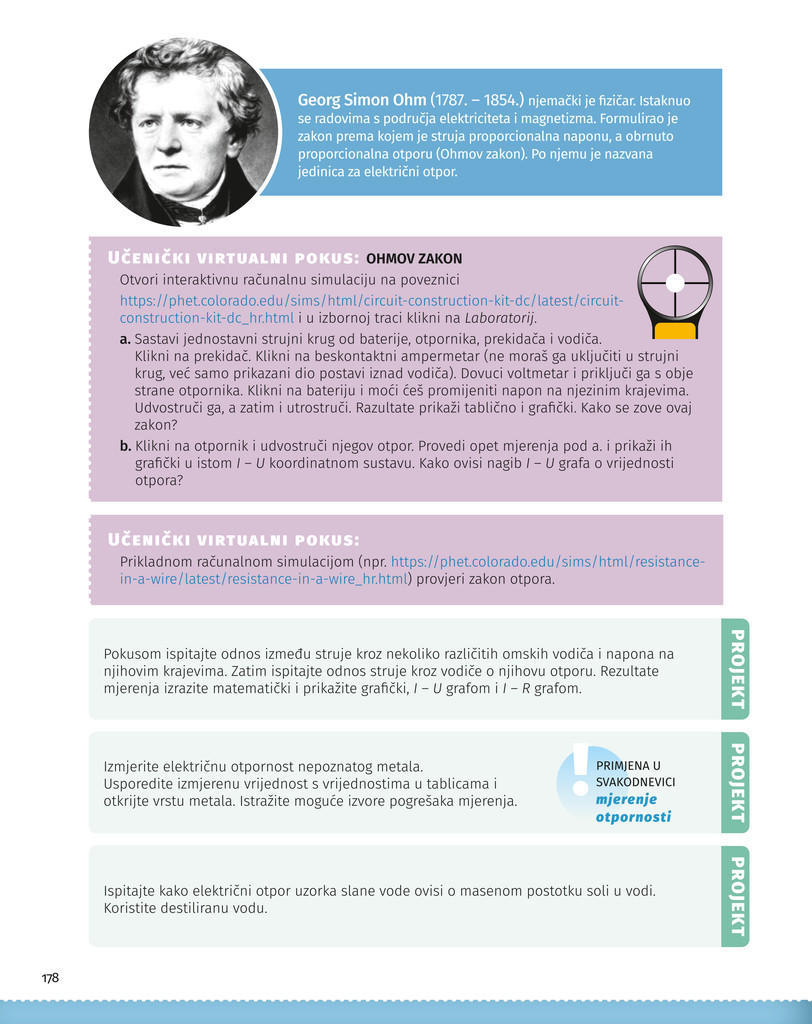 Georg Simon Ohm (1787. – 1854.) njemački je fizičar. Istaknuo
se radovima s područja elektriciteta i magnetizma. Formulirao je
zakon prema kojem je struja proporcionalna naponu, a obrnuto
proporcionalna otporu (Ohmov zakon). Po njemu je nazvana
jedinica za električni otpor.
Učenički virtualni pokus: OHMOV ZAKON
Otvori interaktivnu računalnu simulaciju na poveznici
https://phet.colorado.edu/sims/html/circuit-construction-kit-dc/latest/circuit-
construction-kit-dc_hr.html i u izbornoj traci klikni na Laboratorij.
a. Sastavi jednostavni strujni krug od baterije, otpornika, prekidača i vodiča.
Klikni na prekidač. Klikni na beskontaktni ampermetar (ne moraš ga uključiti u strujni
krug, već samo prikazani dio postavi iznad vodiča). Dovuci voltmetar i priključi ga s obje
strane otpornika. Klikni na bateriju i moći ćeš promijeniti napon na njezinim krajevima.
Udvostruči ga, a zatim i utrostruči. Razultate prikaži tablično i grafički. Kako se zove ovaj
zakon?
b. Klikni na otpornik i udvostruči njegov otpor. Provedi opet mjerenja pod a. i prikaži ih
grafički u istom I – U koordinatnom sustavu. Kako ovisi nagib I – U grafa o vrijednosti
otpora?
Učenički virtualni pokus:
Prikladnom računalnom simulacijom (npr. https://phet.colorado.edu/sims/html/resistance-
in-a-wire/latest/resistance-in-a-wire_hr.html) provjeri zakon otpora.
Pokusom ispitajte odnos između struje kroz nekoliko različitih omskih vodiča i napona na
njihovim krajevima. Zatim ispitajte odnos struje kroz vodiče o njihovu otporu. Rezultate
mjerenja izrazite matematički i prikažite grafički, I – U grafom i I – R grafom.
PROJEKT
Izmjerite električnu otpornost nepoznatog metala.
Usporedite izmjerenu vrijednost s vrijednostima u tablicama i
otkrijte vrstu metala. Istražite moguće izvore pogrešaka mjerenja.
!
PRIMJENA U
SVAKODNEVICI
mjerenje
otpornosti
PROJEKT
Ispitajte kako električni otpor uzorka slane vode ovisi o masenom postotku soli u vodi.
Koristite destiliranu vodu.
PROJEKT
178